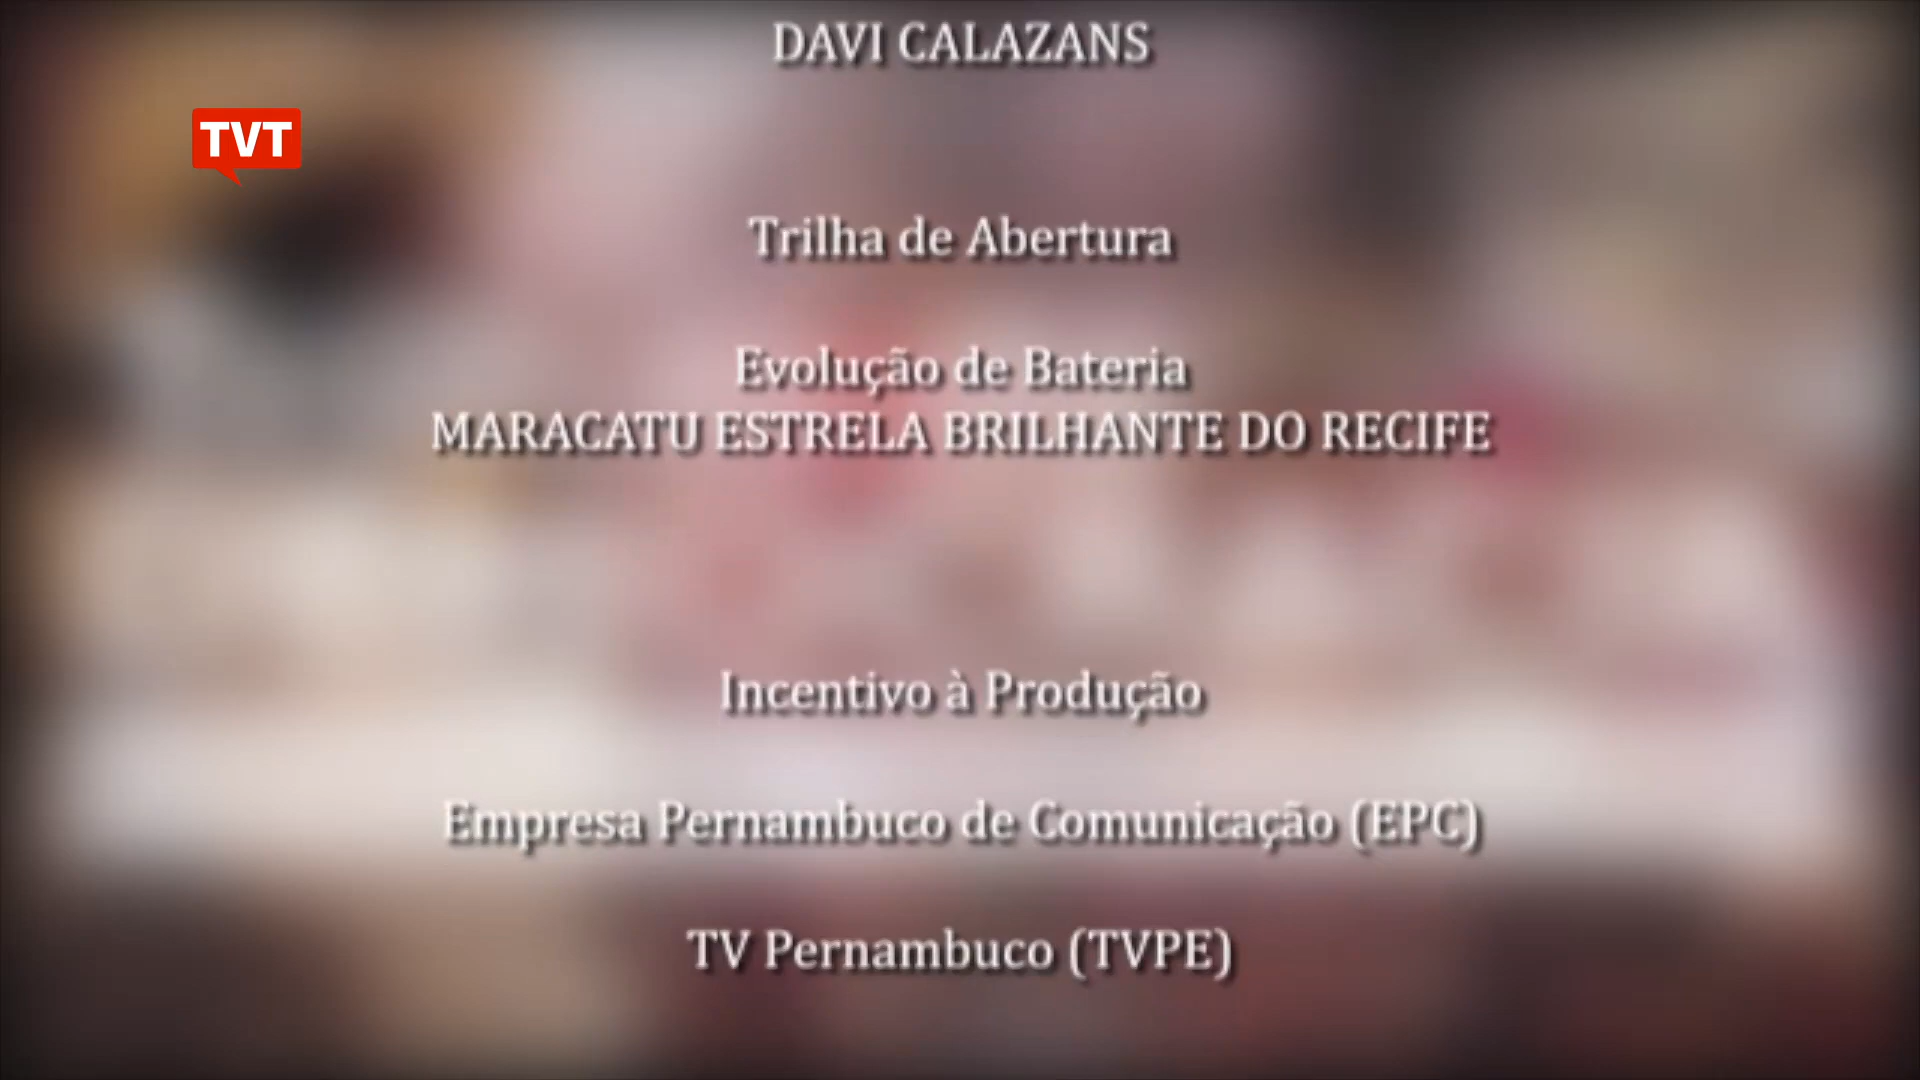 DAVI CALAZANS
TVT
Trilha de Abertura
Evolução de Bateria
MARACATU ESTRELA BRILHANTE DO RECIFE
Incentivo à Produção
Empresa Pernambuco de Comunicação (EPC)
TV Pernambuco (TVPE)